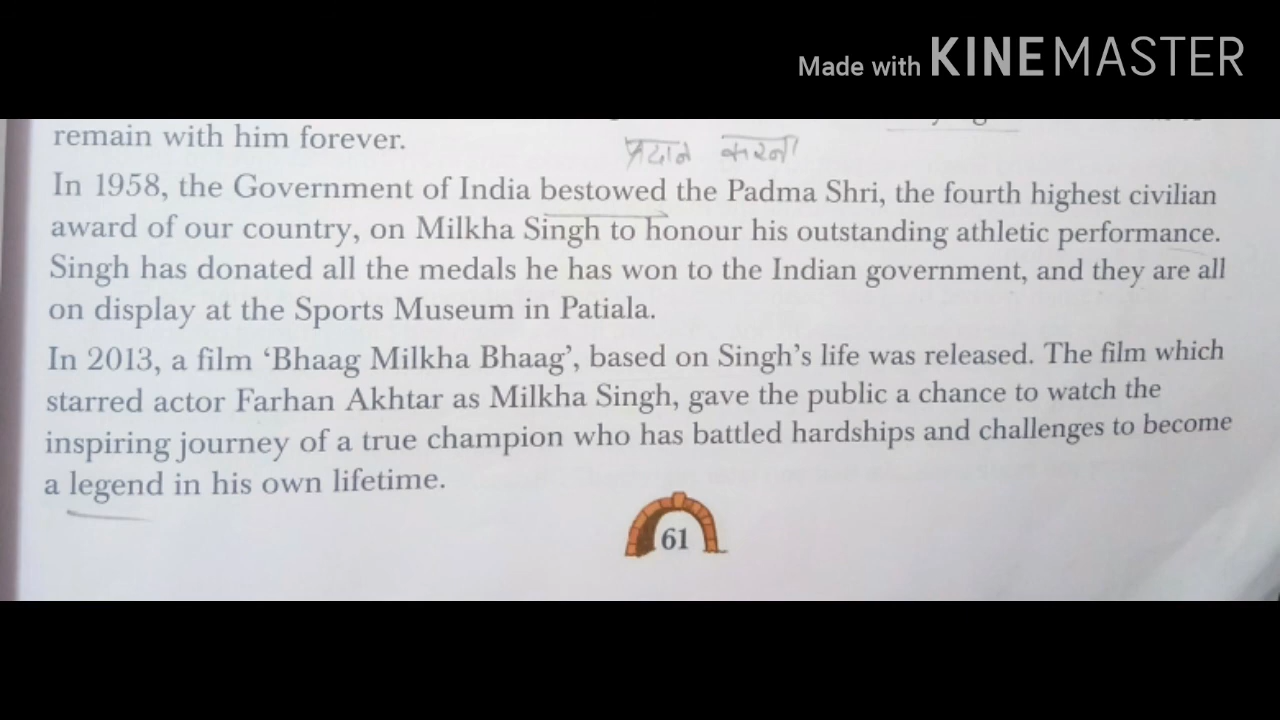 Made with KINEMASTER
remain with him forever.
प्रदान करना
In 1958, the Government of India bestowed the Padma Shri, the fourth highest civilian
award of our country, on Milkha Singh to honour his outstanding athletic performance.
Singh has donated all the medals he has won to the Indian government, and they are all
on display at the Sports Museum in Patiala.
In 2013, a film ‘Bhaag Milkha Bhaag’, based on Singh’s life was released. The film which
starred actor Farhan Akhtar as Milkha Singh, gave the public a chance to watch the
inspiring journey of a true champion who has battled hardships and challenges to become
a legend in his own lifetime.
61